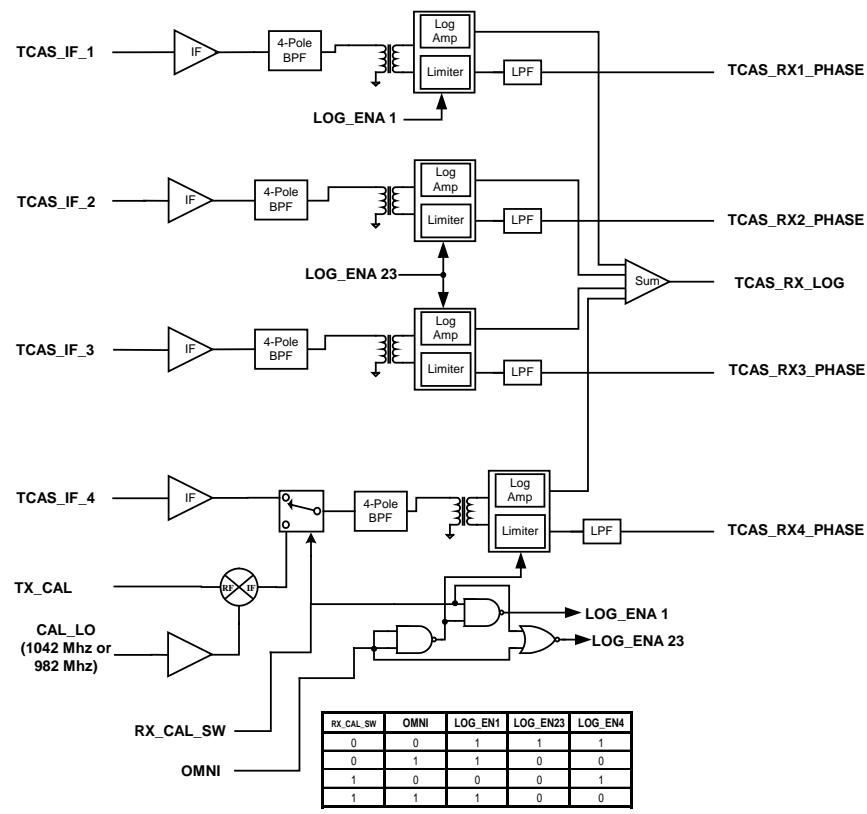 TCAS_IF_1
IF
4-Pole
BPF
Log
Amp
Limiter
LPF
TCAS_RX1_PHASE
LOG_ENA 1
TCAS_IF_2
IF
4-Pole
BPF
Log
Amp
Limiter
LPF
TCAS_RX2_PHASE
LOG_ENA 23
Sum
TCAS_RX_LOG
TCAS_IF_3
IF
4-Pole
BPF
Log
Amp
Limiter
LPF
TCAS_RX3_PHASE
TCAS_IF_4
IF
4-Pole
BPF
Log
Amp
Limiter
LPF
TCAS_RX4_PHASE
TX_CAL
RF IF
CAL_LO
(1042 Mhz or
982 Mhz)
LOG_ENA 1
LOG_ENA 23
RX_CAL_SW
OMNI
RX_CAL_SW OMNI LOG_EN1 LOG_EN23 LOG_EN4
0 0 1 1 1
0 1 1 0 0
1 0 0 0 1
1 1 1 0 0